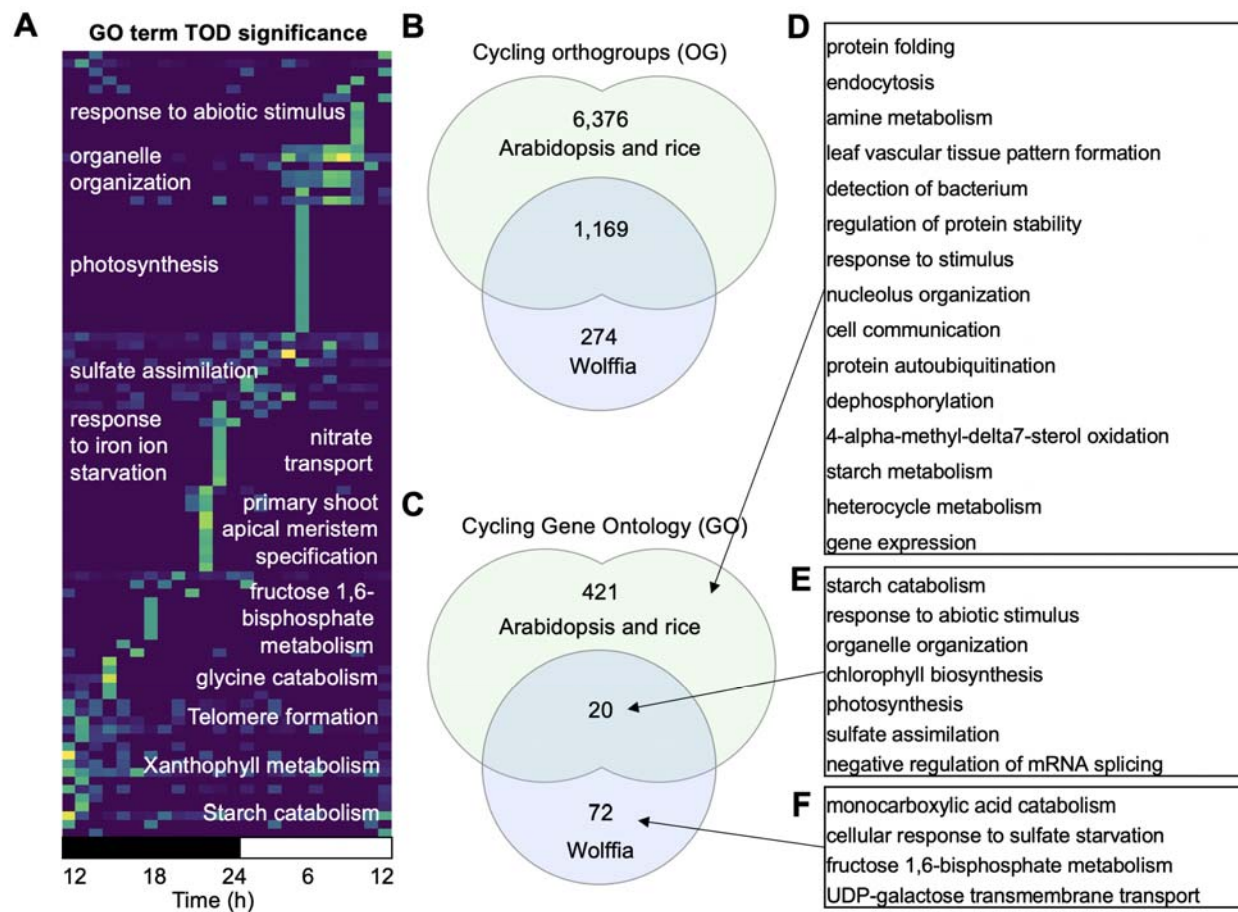 A
GO term TOD significance
response to abiotic stimulus
organelle
organization
photosynthesis
sulfate assimilation
response
to iron ion
starvation
nitrate
transport
primary shoot
apical meristem
specification
fructose 1,6-
bisphosphate
metabolism
glycine catabolism
Telomere formation
Xanthophyll metabolism
Starch catabolism
12 18 24 6 12
Time (h)
B
Cycling orthogroups (OG)
6,376
Arabidopsis and rice
1,169
274
Wolffia
C
Cycling Gene Ontology (GO)
421
Arabidopsis and rice
20
72
Wolffia
D
protein folding
endocytosis
amine metabolism
leaf vascular tissue pattern formation
detection of bacterium
regulation of protein stability
response to stimulus
nucleolus organization
cell communication
protein autoubiquitination
dephosphorylation
4-alpha-methyl-delta7-sterol oxidation
starch metabolism
heterocycle metabolism
gene expression
E
starch catabolism
response to abiotic stimulus
organelle organization
chlorophyll biosynthesis
photosynthesis
sulfate assimilation
negative regulation of mRNA splicing
F
monocarboxylic acid catabolism
cellular response to sulfate starvation
fructose 1,6-bisphosphate metabolism
UDP-galactose transmembrane transport